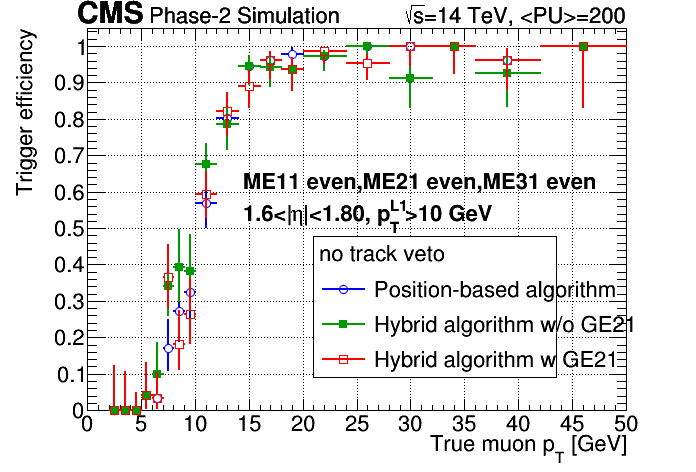 CMS Phase-2 Simulation √s=14 TeV, <PU>=200
Trigger efficiency
1
0.9
0.8
0.7
0.6
0.5
0.4
0.3
0.2
0.1
0
ME11 even,ME21 even,ME31 even
1.6<|η|<1.80, p_T^L1>10 GeV
no track veto
Position-based algorithm
Hybrid algorithm w/o GE21
Hybrid algorithm w GE21
0 5 10 15 20 25 30 35 40 45 50
True muon p_T [GeV]